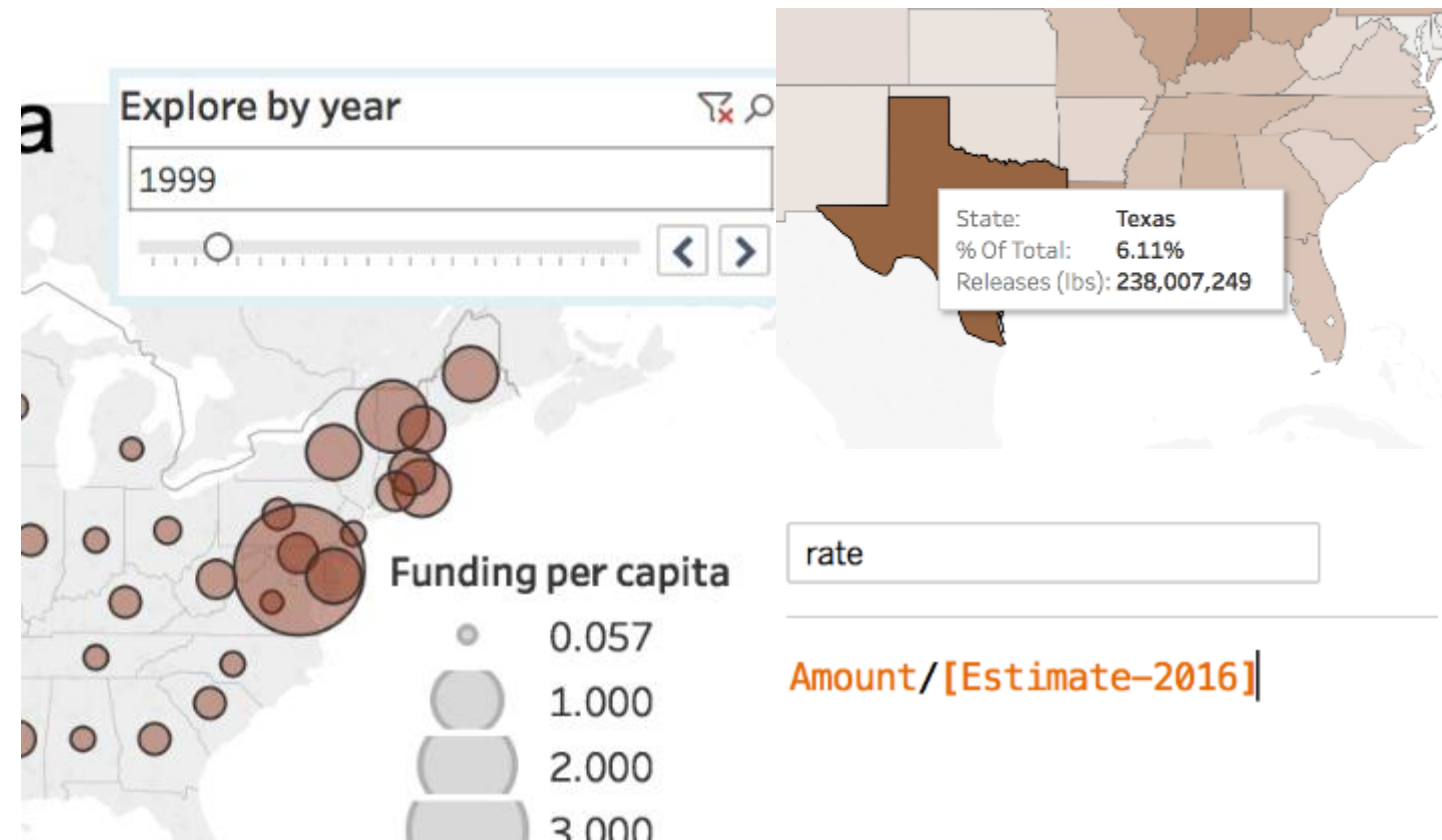 a
Explore by year
1999
Funding per capita
0.057
1.000
2.000
3.000
State: Texas
% Of Total: 6.11%
Releases (lbs): 238,007,249
rate
Amount/[Estimate-2016]